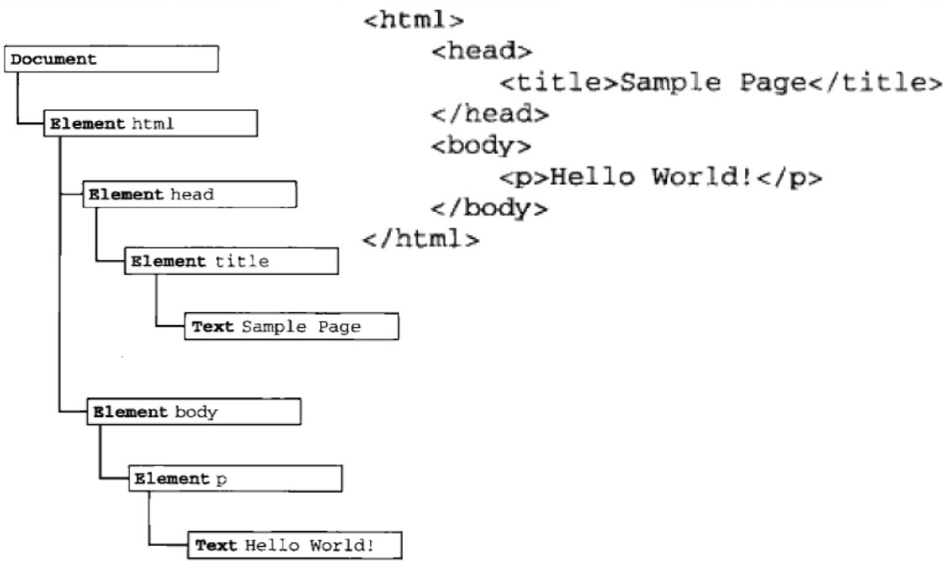 Document
Element html
Element head
Element title
Text Sample Page
Element body
Element p
Text Hello World!
<html>
<head>
<title>Sample Page</title>
</head>
<body>
<p>Hello World!</p>
</body>
</html>